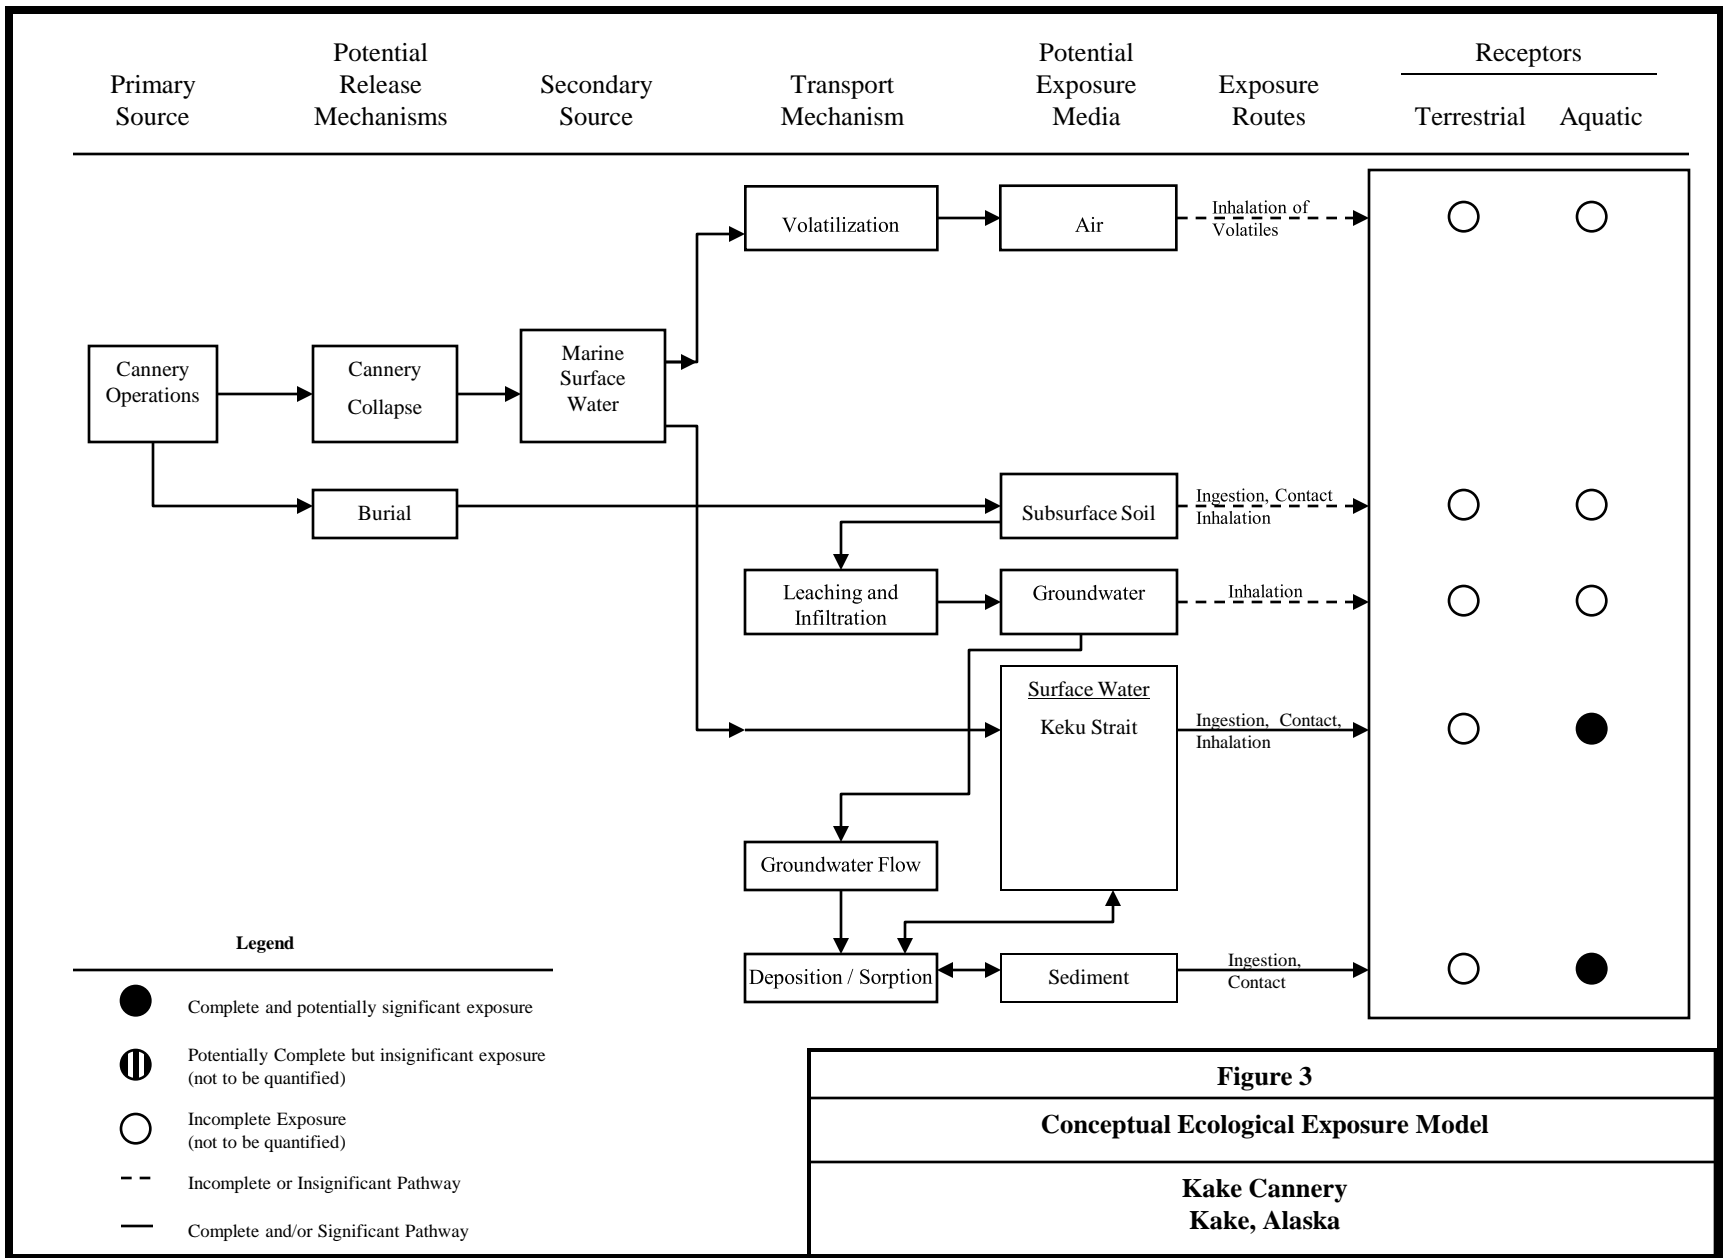 Primary
Source
Potential
Release
Mechanisms
Secondary
Source
Transport
Mechanism
Potential
Exposure
Media
Exposure
Routes
Receptors
Terrestrial
Aquatic
Volatilization
Air
Inhalation of
Volatiles
Cannery
Operations
Cannery
Collapse
Marine
Surface
Water
Burial
Subsurface Soil
Ingestion, Contact
Inhalation
Leaching and
Infiltration
Groundwater
Inhalation
Surface Water
Keku Strait
Ingestion, Contact,
Inhalation
Groundwater Flow
Deposition / Sorption
Sediment
Ingestion,
Contact
Legend
Complete and potentially significant exposure
Potentially Complete but insignificant exposure
(not to be quantified)
Incomplete Exposure
(not to be quantified)
Incomplete or Insignificant Pathway
Complete and/or Significant Pathway
Figure 3
Conceptual Ecological Exposure Model
Kake Cannery
Kake, Alaska